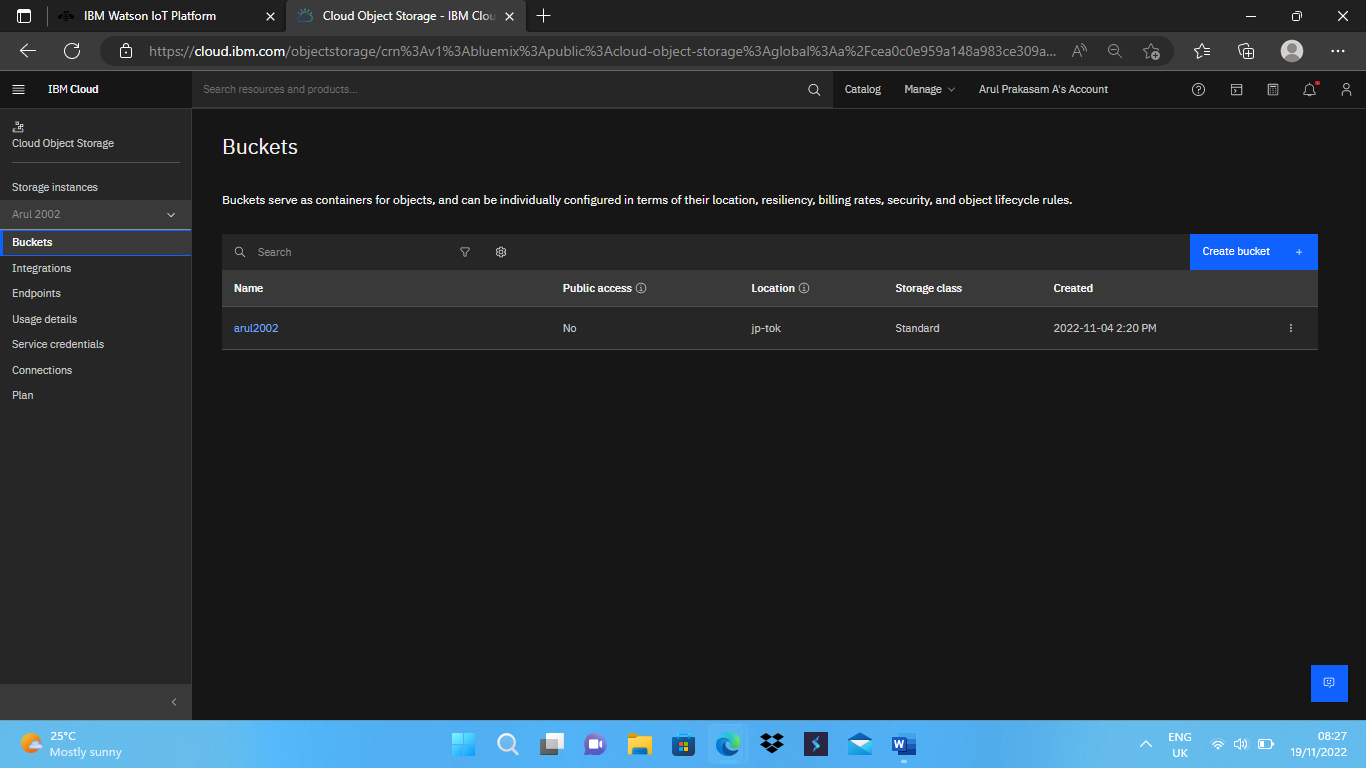 IBM Watson IoT Platform
Cloud Object Storage - IBM Clou
https://cloud.ibm.com/objectstorage/crn%3Av1%3Abluemix%3Apublic%3Acloud-object-storage%3Aglobal%3Aa%2Fcea0c0e959a148a983ce309a...
IBM Cloud
Search resources and products...
Catalog
Manage
Arul Prakasam A's Account
Cloud Object Storage
Storage instances
Arul 2002
Buckets
Integrations
Endpoints
Usage details
Service credentials
Connections
Plan
Buckets
Buckets serve as containers for objects, and can be individually configured in terms of their location, resiliency, billing rates, security, and object lifecycle rules.
Search
Create bucket +
Name Public access Location Storage class Created
arul2002 No jp-tok Standard 2022-11-04 2:20 PM
25°C
Mostly sunny
ENG
UK
08:27
19/11/2022